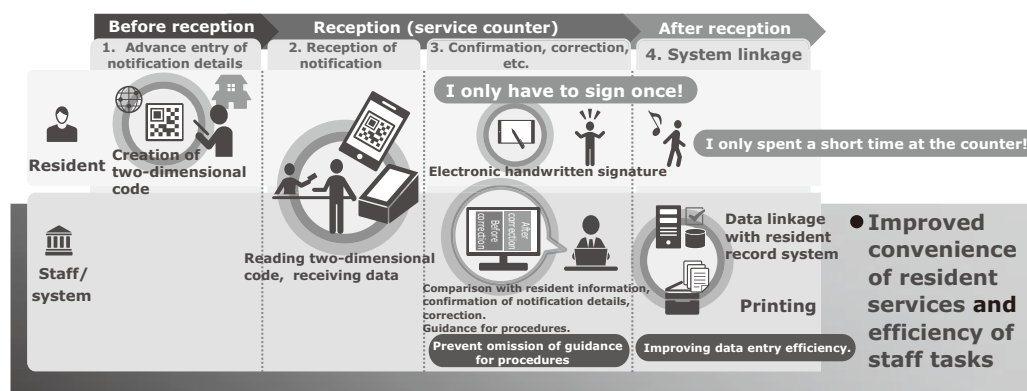 Before reception
Reception (service counter)
After reception
1. Advance entry of
notification details
2. Reception of
notification
3. Confirmation, correction,
etc.
4. System linkage
Resident
Creation of
two-dimensional
code
I only have to sign once!
Electronic handwritten signature
I only spent a short time at the counter!
Staff/
system
Reading two-dimensional
code, receiving data
Before
correction
After
correction
Comparison with resident information,
confirmation of notification details,
correction.
Guidance for procedures.
Prevent omission of guidance
for procedures
Data linkage
with resident
record system
Printing
Improving data entry efficiency.
● Improved
convenience
of resident
services and
efficiency of
staff tasks